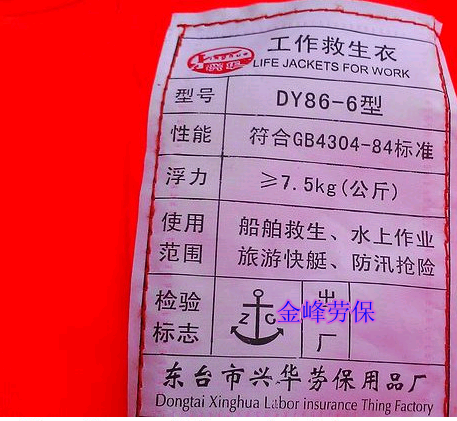 工作救生衣
LIFE JACKETS FOR WORK
型号 DY86-6型
性能 符合GB4304-84标准
浮力 ≥7.5kg(公斤)
使用范围 船舶救生、水上作业
旅游快艇、防汛抢险
检验标志 Z C 出厂
金峰劳保
东台市兴华劳保用品厂
Dongtai Xinghua Labor insurance Thing Factory